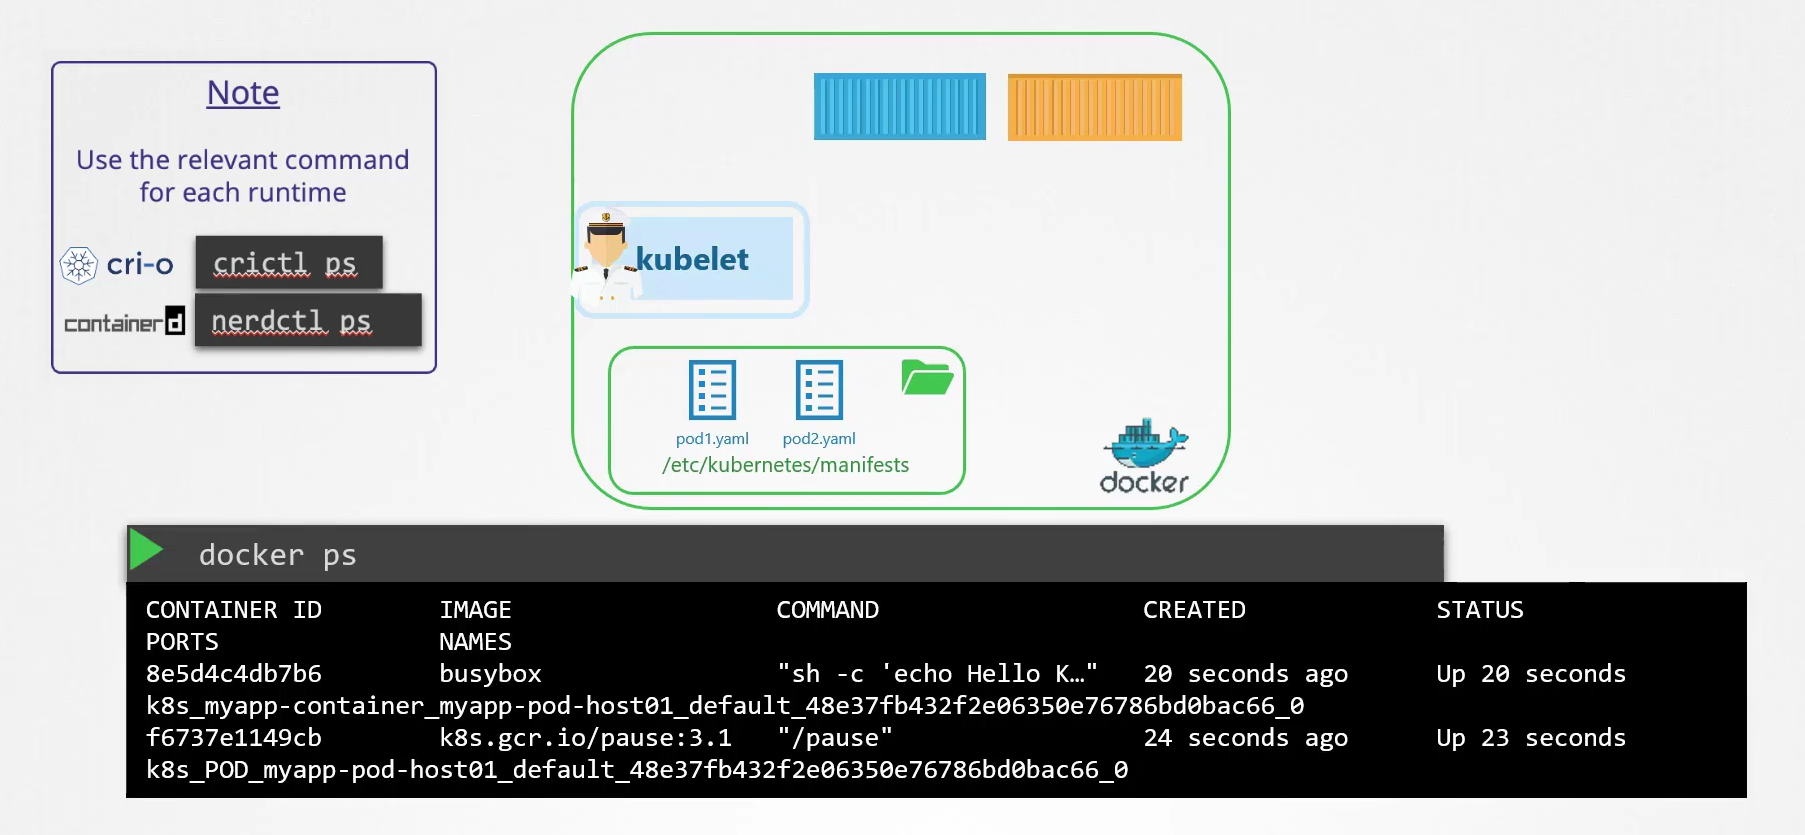 Note
Use the relevant command
for each runtime
cri-o
crictl ps
containerd
nerdctl ps
kubelet
pod1.yaml
pod2.yaml
/etc/kubernetes/manifests
docker
docker ps
CONTAINER ID IMAGE COMMAND CREATED STATUS
PORTS NAMES
8e5d4c4db7b6 busybox "sh -c 'echo Hello K…" 20 seconds ago Up 20 seconds
k8s_myapp-container_myapp-pod-host01_default_48e37fb432f2e06350e76786bd0bac66_0
f6737e1149cb k8s.gcr.io/pause:3.1 "/pause" 24 seconds ago Up 23 seconds
k8s_POD_myapp-pod-host01_default_48e37fb432f2e06350e76786bd0bac66_0